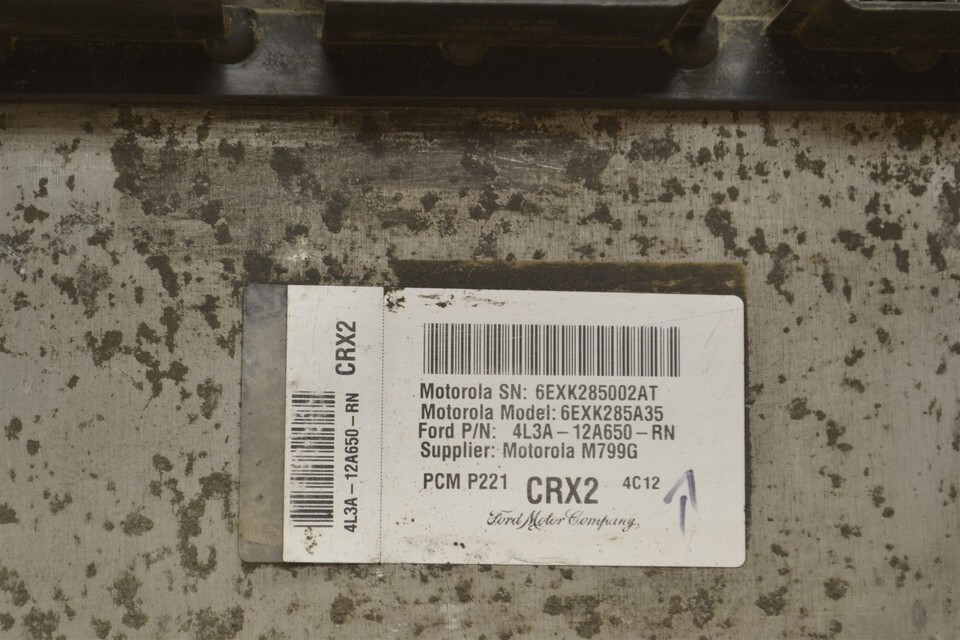 CRX2
4L3A-12A650-RN
Motorola SN: 6EXK285002AT
Motorola Model: 6EXK285A35
Ford P/N: 4L3A-12A650-RN
Supplier: Motorola M799G
PCM P221 CRX2 4C12
Ford Motor Company